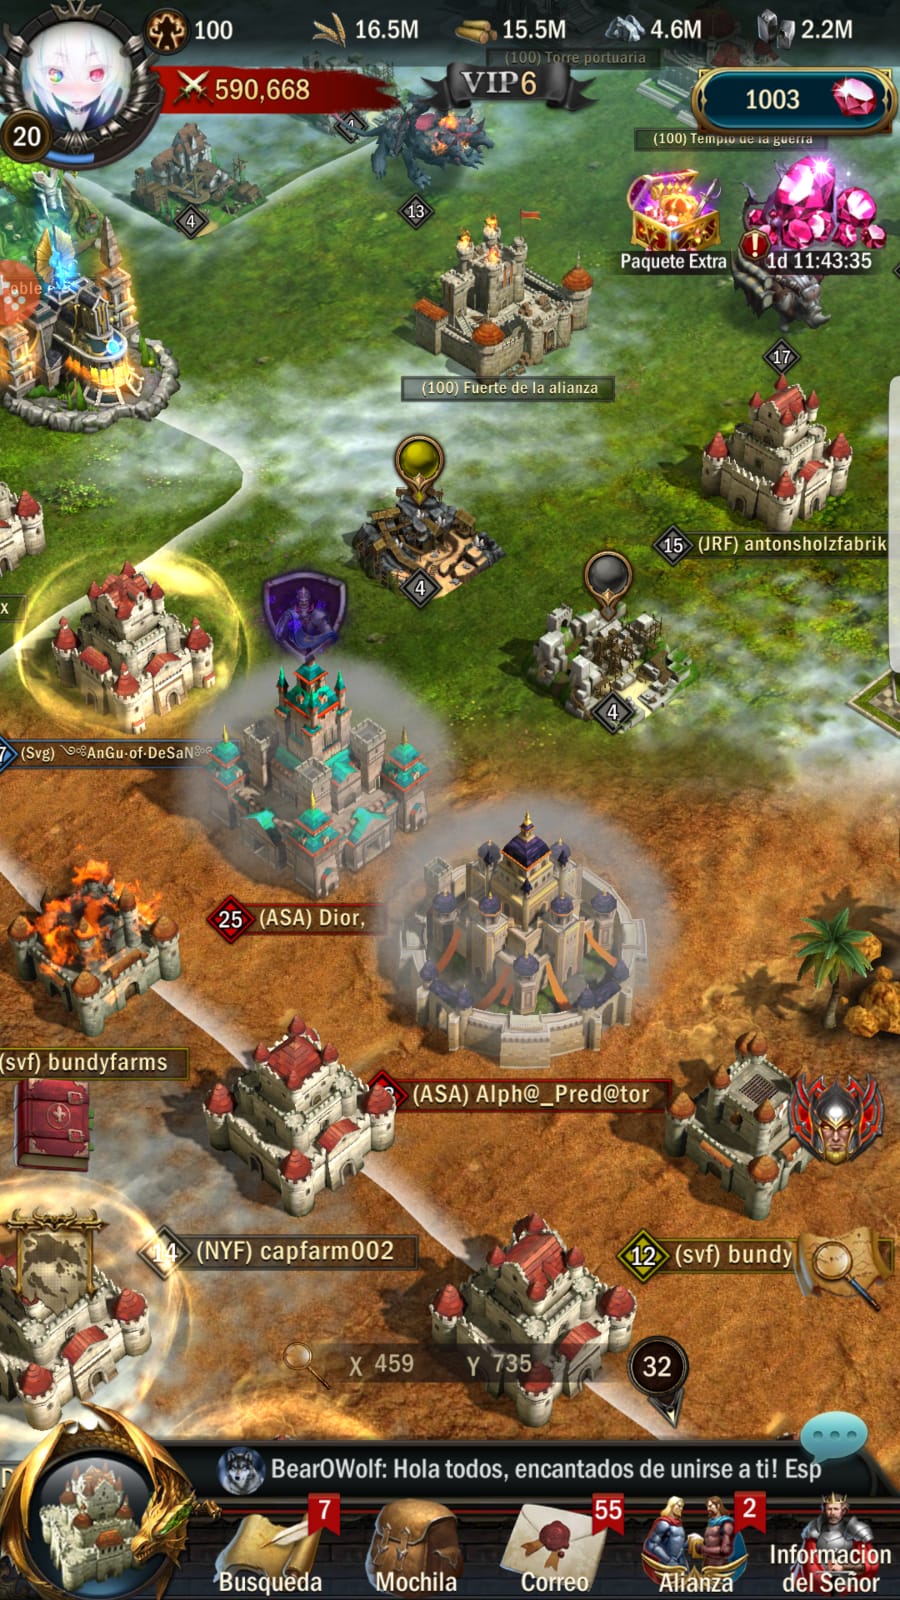 100
16.5M
15.5M
4.6M
2.2M
(100) Torre portuaria
590,668
VIP6
1003
20
(100) Templo de la guerra
4
13
Paquete Extra
1d 11:43:35
oble
17
(100) Fuerte de la alianza
15 (JRF) antonsholzfabrik
4
x
4
7 (Svg) AnGu·of·DeSaN
25 (ASA) Dior,
(svf) bundyfarms
(ASA) Alph@_Pred@tor
14 (NYF) capfarm002
12 (svf) bundy
X 459 Y 735
32
BearOWolf: Hola todos, encantados de unirse a ti! Esp
7
55
2
Busqueda
Mochila
Correo
Alianza
Informacion
del Señor